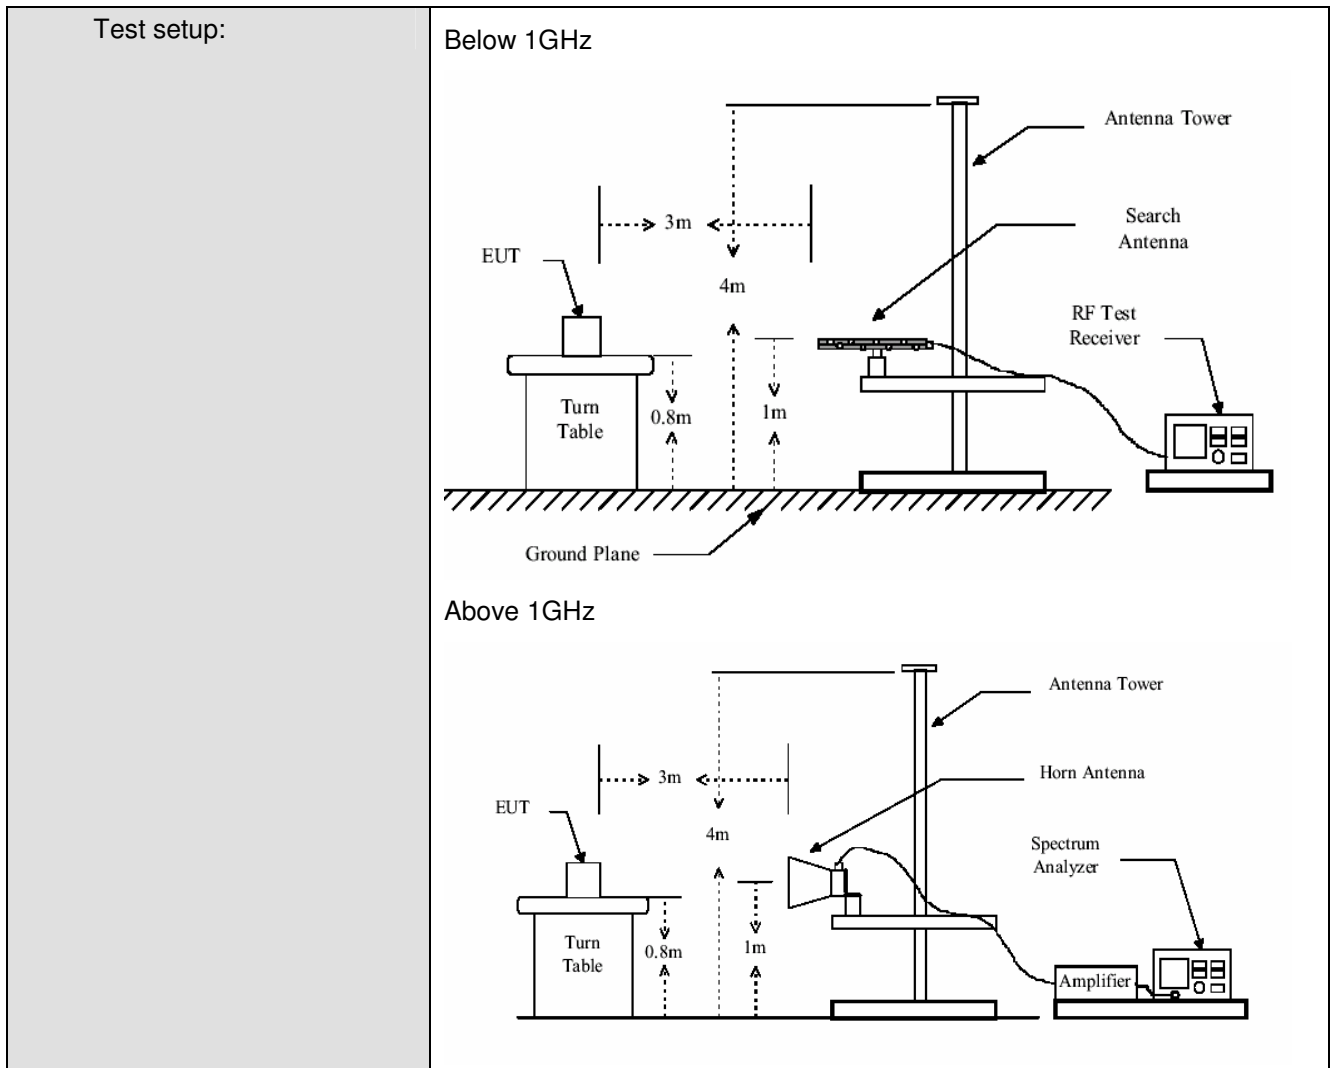 Test setup:
Below 1GHz
Antenna Tower
3m
Search
Antenna
EUT
4m
RF Test
Receiver
Turn
Table
0.8m
1m
Ground Plane
Above 1GHz
Antenna Tower
3m
Horn Antenna
EUT
4m
Spectrum
Analyzer
Turn
Table
0.8m
1m
Amplifier